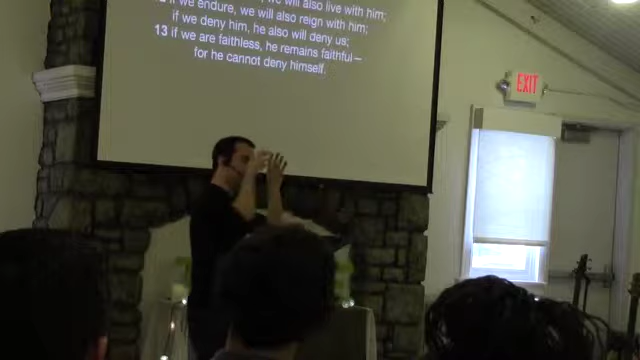 will also live with him;
if we endure, we will also reign with him;
if we deny him, he also will deny us;
13 if we are faithless, he remains faithful—
for he cannot deny himself.
EXIT